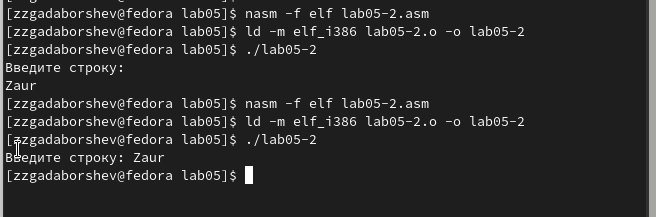 [zzgadaborshev@fedora lab05]$ nasm -f elf lab05-2.asm
[zzgadaborshev@fedora lab05]$ ld -m elf_i386 lab05-2.o -o lab05-2
[zzgadaborshev@fedora lab05]$ ./lab05-2
Введите строку:
Zaur
[zzgadaborshev@fedora lab05]$ nasm -f elf lab05-2.asm
[zzgadaborshev@fedora lab05]$ ld -m elf_i386 lab05-2.o -o lab05-2
[zzgadaborshev@fedora lab05]$ ./lab05-2
Введите строку: Zaur
[zzgadaborshev@fedora lab05]$